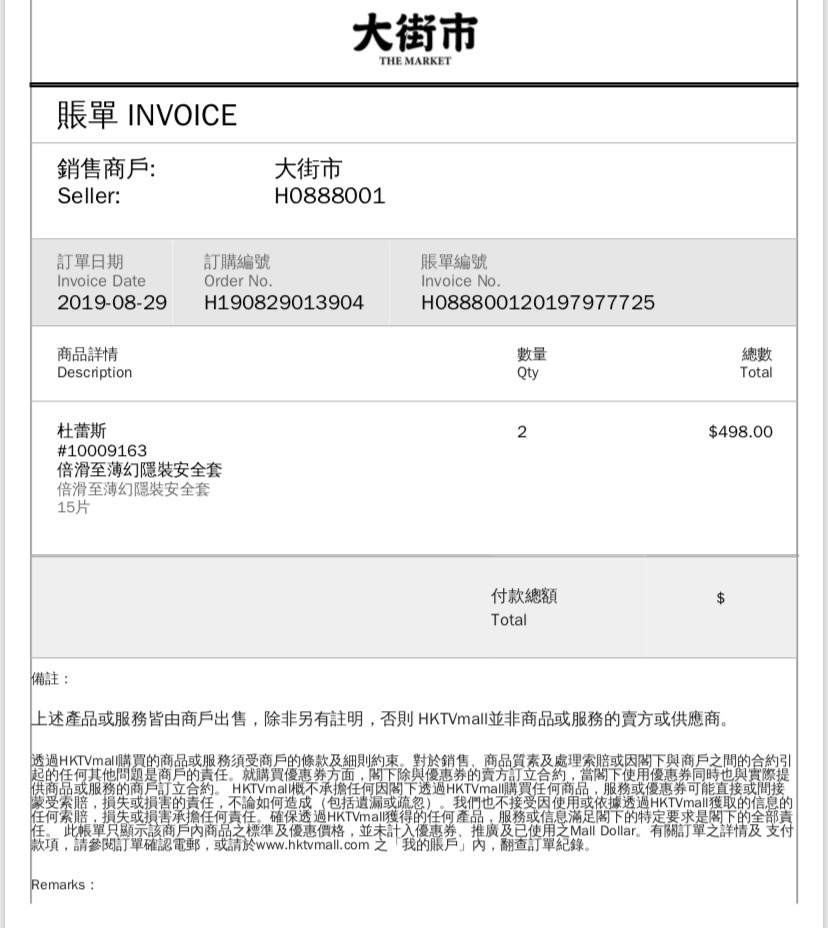 大街市
THE MARKET
賬單 INVOICE
銷售商戶: 大街市
Seller: H0888001
訂單日期 訂購編號 賬單編號
Invoice Date Order No. Invoice No.
2019-08-29 H190829013904 H088800120197977725
商品詳情 數量 總數
Description Qty Total
杜蕾斯 2 $498.00
#10009163
倍滑至薄幻隱裝安全套
倍滑至薄幻隱裝安全套
15片
付款總額 $
Total
備註：
上述產品或服務皆由商戶出售，除非另有註明，否則 HKTVmall並非商品或服務的賣方或供應商。
透過HKTVmall購買的商品或服務須受商戶的條款及細則約束。對於銷售、商品質素及處理索賠或因閣下與商戶之間的合約引
起的任何其他問題是商戶的責任。就購買優惠券方面，閣下除與優惠券的賣方訂立合約，當閣下使用優惠券同時也與實際提
供商品或服務的商戶訂立合約。 HKTVmall概不承擔任何因閣下透過HKTVmall購買任何商品，服務或優惠券可能直接或間接
蒙受索賠，損失或損害的責任，不論如何造成（包括遺漏或疏忽）。我們也不接受因使用或依據透過HKTVmall獲取的信息的
任何索賠，損失或損害承擔任何責任。確保透過HKTVmall獲得的任何產品，服務或信息滿足閣下的特定要求是閣下的全部責
任。 此帳單只顯示該商戶內商品之標準及優惠價格，並未計入優惠券、推廣及已使用之Mall Dollar。有關訂單之詳情及 支付
款項，請參閱訂單確認電郵，或請於www.hktvmall.com 之「我的賬戶」內，翻查訂單紀錄。
Remarks：